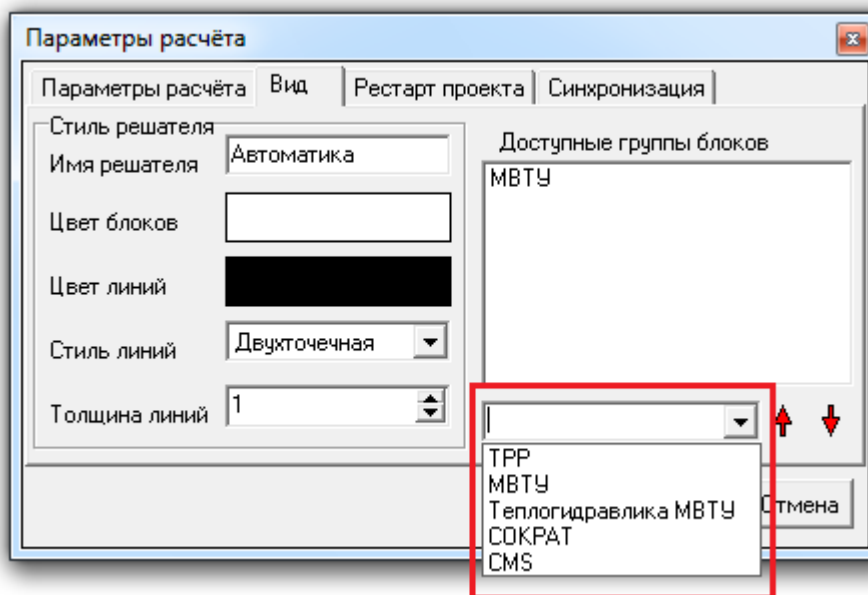 Параметры расчёта
Параметры расчёта Вид Рестарт проекта Синхронизация
Стиль решателя
Имя решателя Автоматика
Цвет блоков
Цвет линий
Стиль линий Двухточечная
Толщина линий 1
Доступные группы блоков
МВТУ
TPP
МВТУ
Теплогидравлика МВТУ
СОКРАТ
CMS
Отмена